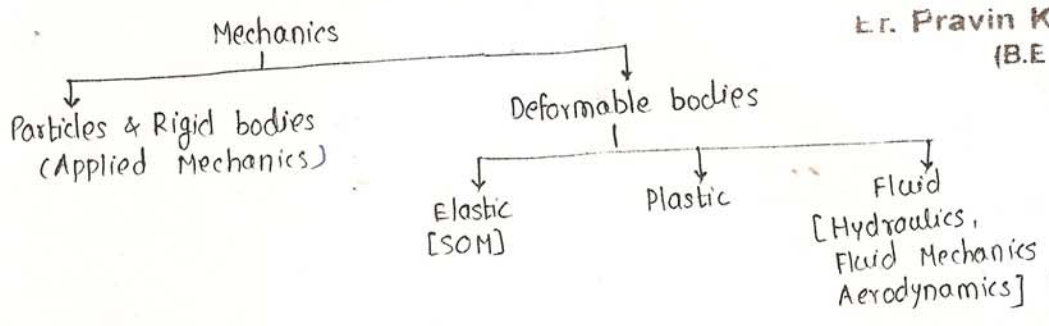 Er. Pravin K
(B.E
Mechanics
Particles & Rigid bodies
(Applied Mechanics)
Deformable bodies
Elastic
[SOM]
Plastic
Fluid
[Hydraulics,
Fluid Mechanics
Aerodynamics]